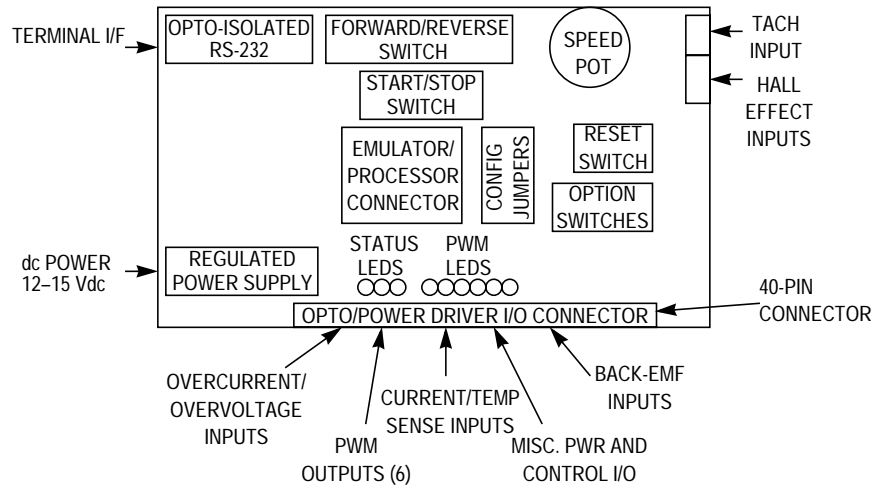 TERMINAL I/F
OPTO-ISOLATED
RS-232
FORWARD/REVERSE
SWITCH
SPEED
POT
TACH
INPUT
START/STOP
SWITCH
HALL
EFFECT
INPUTS
EMULATOR/
PROCESSOR
CONNECTOR
CONFIG
JUMPERS
RESET
SWITCH
OPTION
SWITCHES
dc POWER
12–15 Vdc
REGULATED
POWER SUPPLY
STATUS
LEDS
PWM
LEDS
40-PIN
CONNECTOR
OPTO/POWER DRIVER I/O CONNECTOR
OVERCURRENT/
OVERVOLTAGE
INPUTS
PWM
OUTPUTS (6)
CURRENT/TEMP
SENSE INPUTS
MISC. PWR AND
CONTROL I/O
BACK-EMF
INPUTS